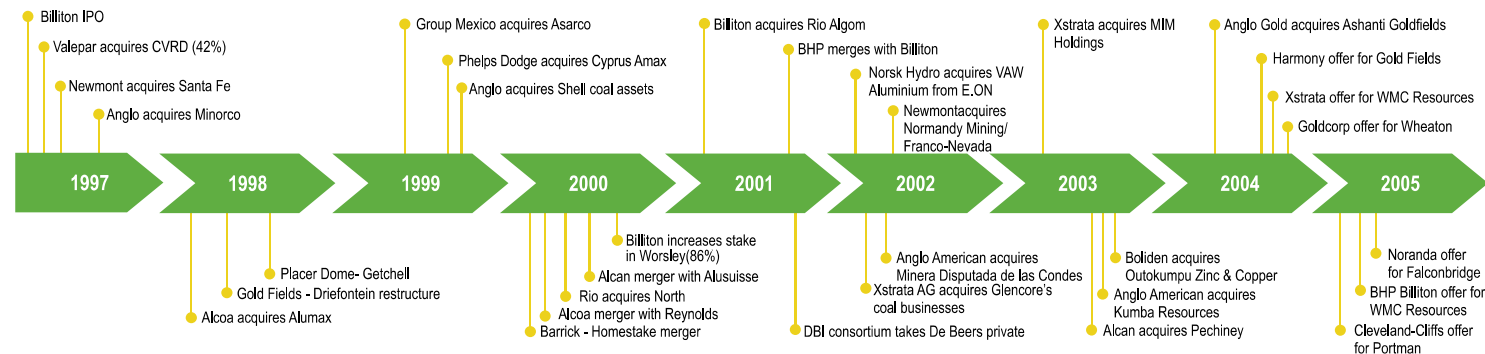 Billiton IPO
Valepar acquires CVRD (42%)
Newmont acquires Santa Fe
Anglo acquires Minorco
Group Mexico acquires Asarco
Phelps Dodge acquires Cyprus Amax
Anglo acquires Shell coal assets
Billiton acquires Rio Algom
BHP merges with Billiton
Norsk Hydro acquires VAW
Aluminium from E.ON
Newmontacquires
Normandy Mining/
Franco-Nevada
Xstrata acquires MIM
Holdings
Anglo Gold acquires Ashanti Goldfields
Harmony offer for Gold Fields
Xstrata offer for WMC Resources
Goldcorp offer for Wheaton
1997
1998
1999
2000
2001
2002
2003
2004
2005
Placer Dome- Getchell
Gold Fields - Driefontein restructure
Alcoa acquires Alumax
Billiton increases stake
in Worsley(86%)
Alcan merger with Alusuisse
Rio acquires North
Alcoa merger with Reynolds
Barrick - Homestake merger
DBI consortium takes De Beers private
Anglo American acquires
Minera Disputada de las Condes
Xstrata AG acquires Glencore's
coal businesses
Boliden acquires
Outokumpu Zinc & Copper
Anglo American acquires
Kumba Resources
Alcan acquires Pechiney
Noranda offer
for Falconbridge
BHP Billiton offer for
WMC Resources
Cleveland-Cliffs offer
for Portman